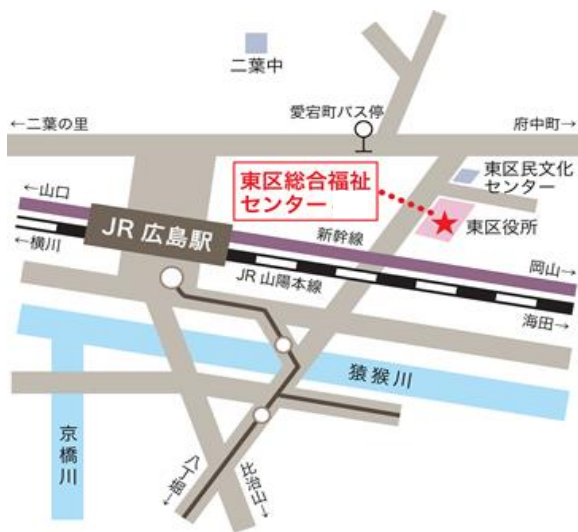 二葉中
愛宕町バス停
←二葉の里
府中町→
東区総合福祉
センター
東区民文化
センター
←山口
JR 広島駅
新幹線
東区役所
←横川
JR 山陽本線
岡山→
海田→
猿猴川
京橋川
八丁堀→
比治山→